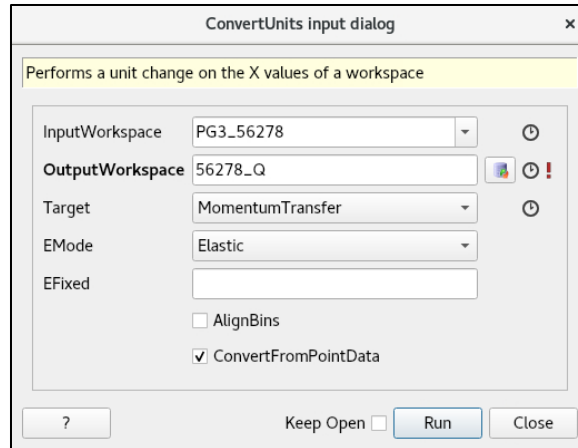 ConvertUnits input dialog ×
Performs a unit change on the X values of a workspace
InputWorkspace PG3_56278
OutputWorkspace 56278_Q !
Target MomentumTransfer
EMode Elastic
EFixed
AlignBins
ConvertFromPointData
? Keep Open Run Close